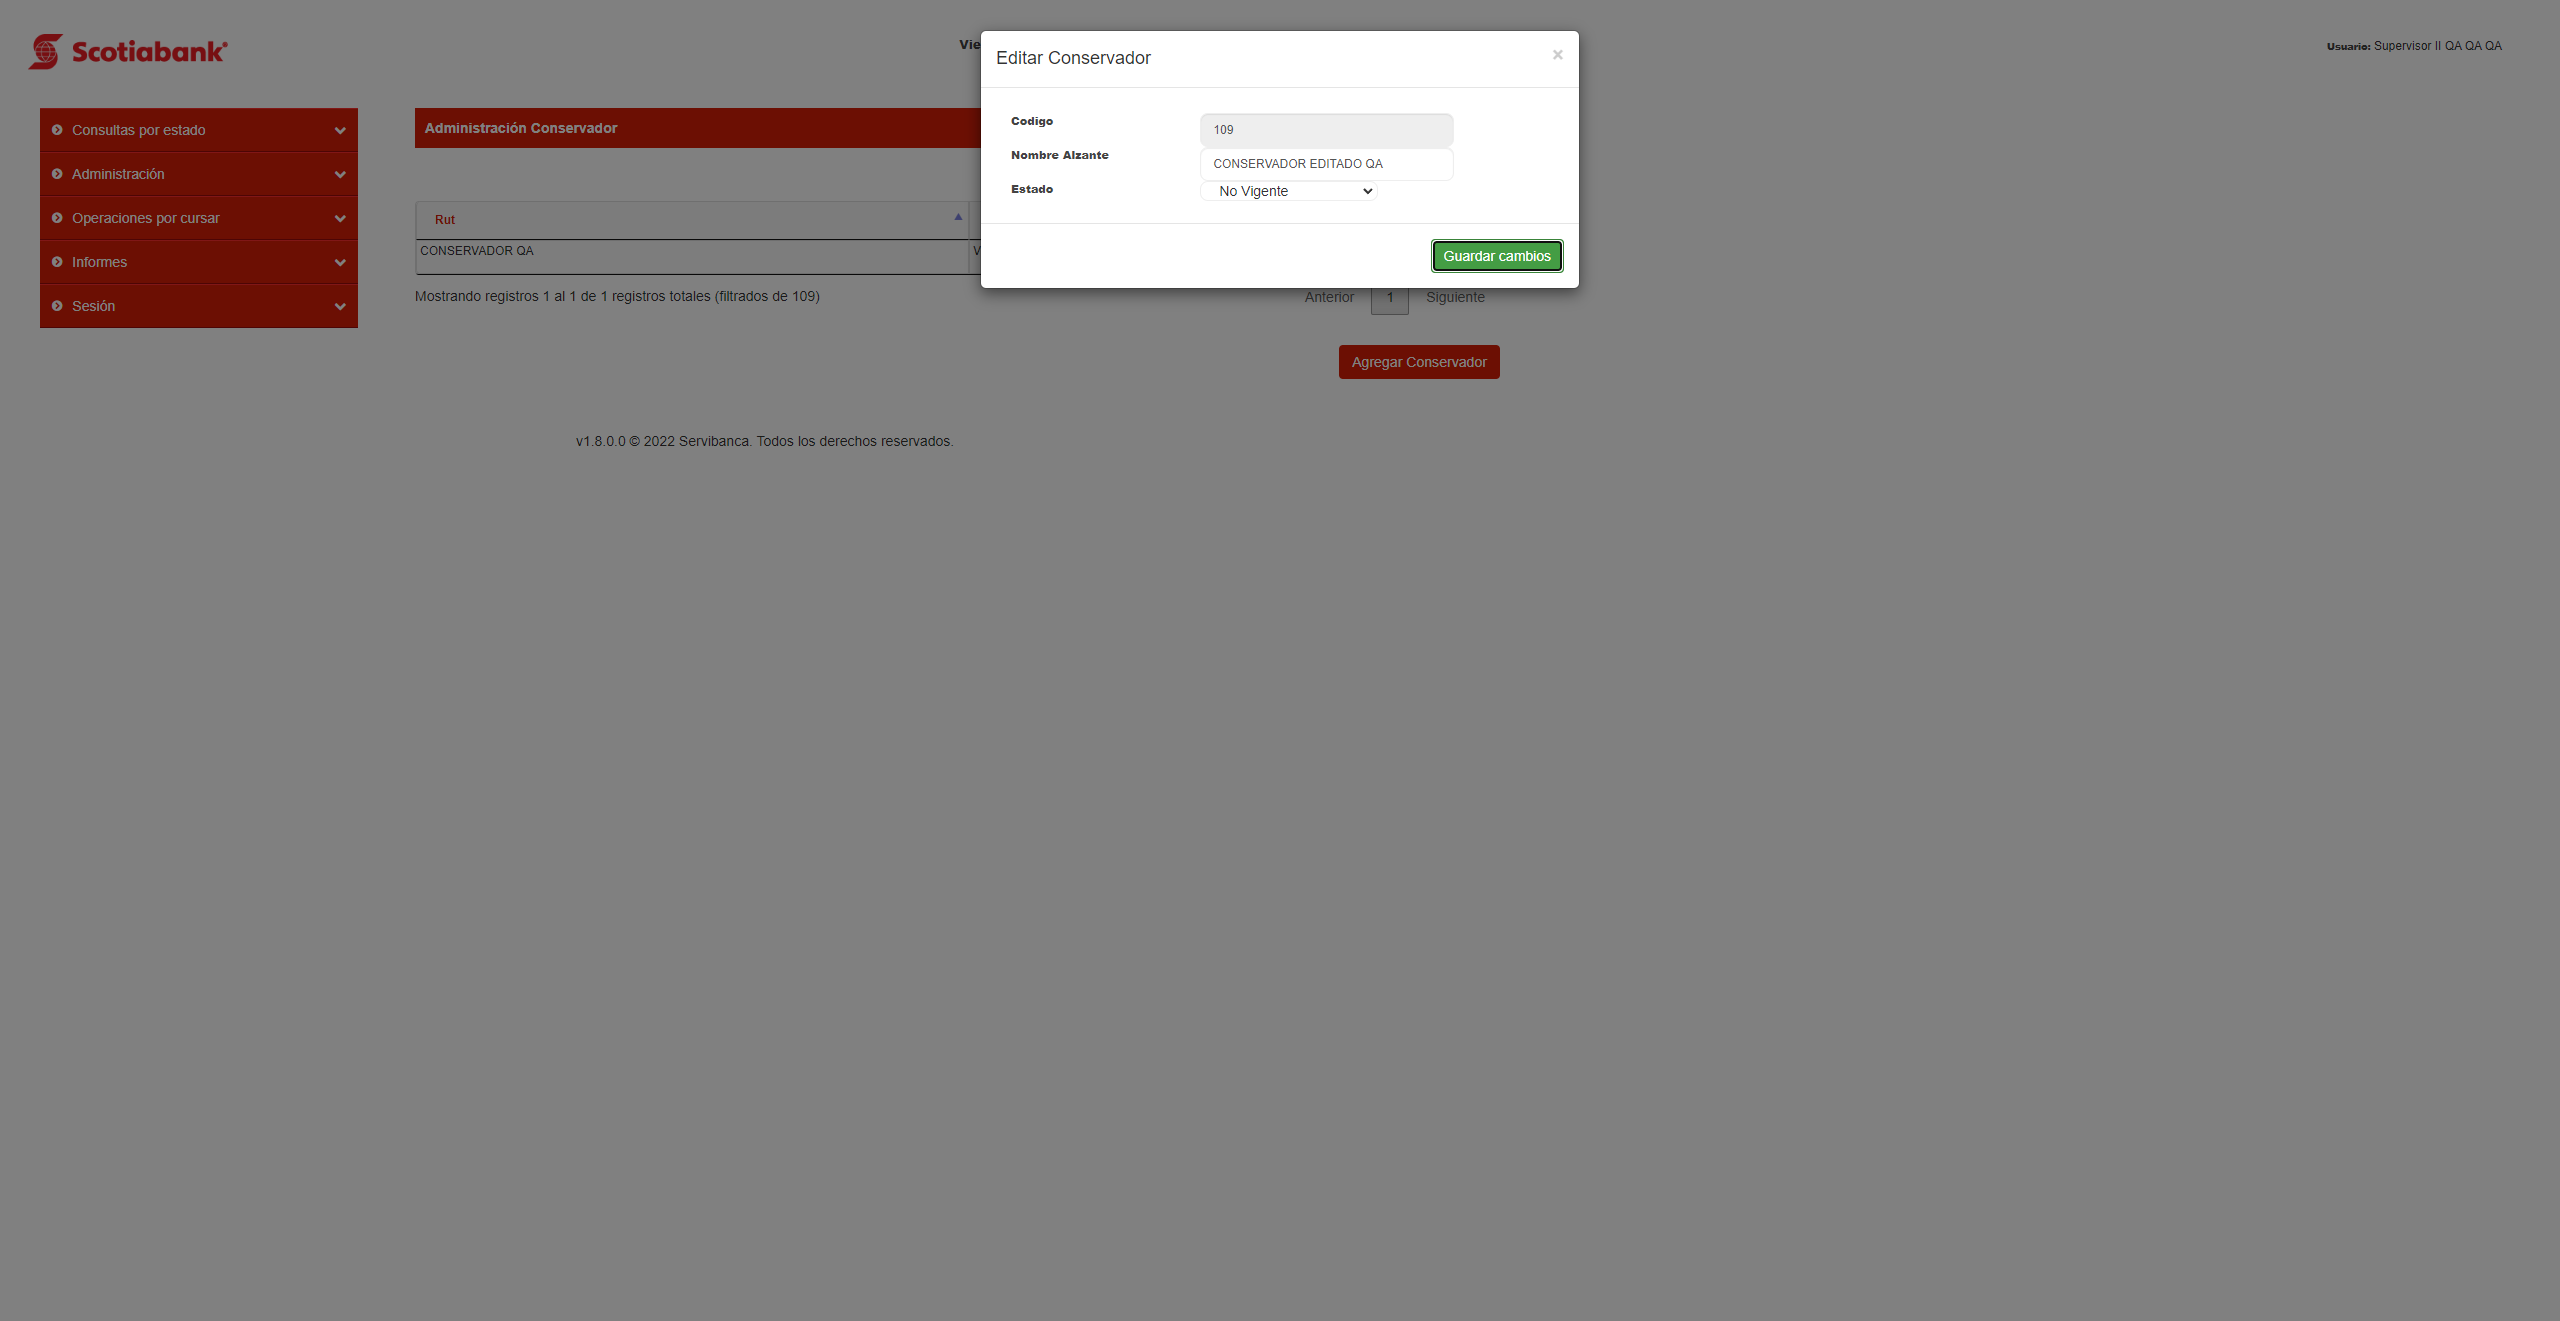 Scotiabank
Vie
Usuario: Supervisor II QA QA QA
Consultas por estado
Administración
Operaciones por cursar
Informes
Sesión
Administración Conservador
Rut
CONSERVADOR QA
V
Mostrando registros 1 al 1 de 1 registros totales (filtrados de 109)
Anterior 1 Siguiente
Agregar Conservador
v1.8.0.0 © 2022 Servibanca. Todos los derechos reservados.
Editar Conservador
×
Codigo 109
Nombre Alzante CONSERVADOR EDITADO QA
Estado No Vigente
Guardar cambios